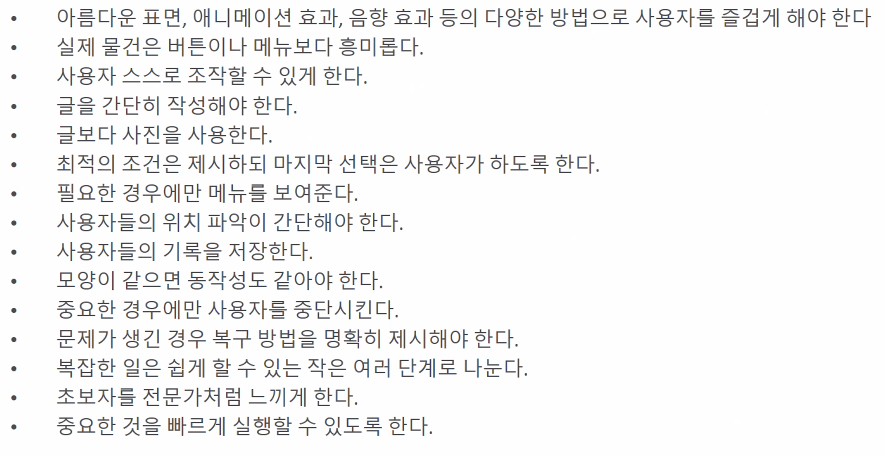 • 아름다운 표면, 애니메이션 효과, 음향 효과 등의 다양한 방법으로 사용자를 즐겁게 해야 한다
• 실제 물건은 버튼이나 메뉴보다 흥미롭다.
• 사용자 스스로 조작할 수 있게 한다.
• 글을 간단히 작성해야 한다.
• 글보다 사진을 사용한다.
• 최적의 조건은 제시하되 마지막 선택은 사용자가 하도록 한다.
• 필요한 경우에만 메뉴를 보여준다.
• 사용자들의 위치 파악이 간단해야 한다.
• 사용자들의 기록을 저장한다.
• 모양이 같으면 동작성도 같아야 한다.
• 중요한 경우에만 사용자를 중단시킨다.
• 문제가 생긴 경우 복구 방법을 명확히 제시해야 한다.
• 복잡한 일은 쉽게 할 수 있는 작은 여러 단계로 나눈다.
• 초보자를 전문가처럼 느끼게 한다.
• 중요한 것을 빠르게 실행할 수 있도록 한다.